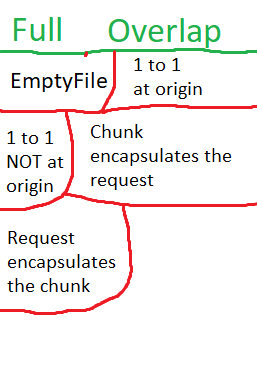 Full Overlap
EmptyFile
1 to 1
at origin
1 to 1
NOT at
origin
Chunk
encapsulates the
request
Request
encapsulates
the chunk